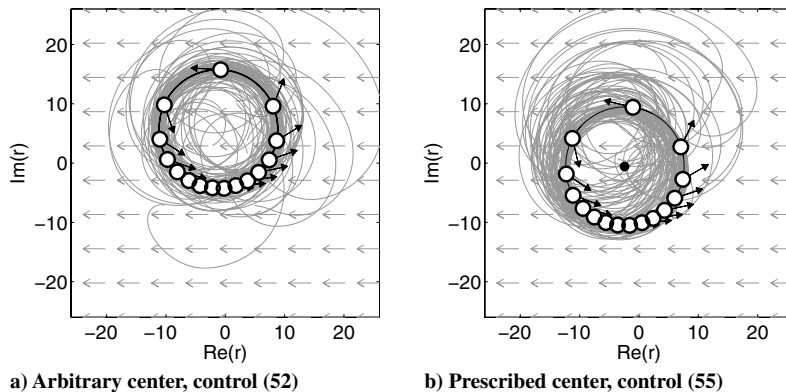 20
10
0
−10
−20
Im(r)
−20 −10 0 10 20
Re(r)
a) Arbitrary center, control (52)
20
10
0
−10
−20
Im(r)
−20 −10 0 10 20
Re(r)
b) Prescribed center, control (55)